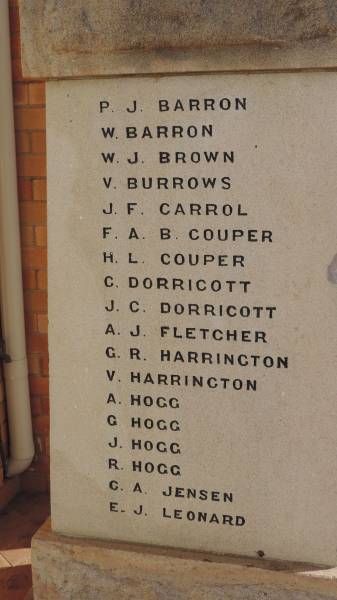 P. J. BARRON
W. BARRON
W. J. BROWN
V. BURROWS
J. F. CARROL
F. A. B. COUPER
H. L. COUPER
C. DORRICOTT
J. C. DORRICOTT
A. J. FLETCHER
G. R. HARRINGTON
V. HARRINGTON
A. HOGG
G HOGG
J. HOGG
R. HOGG
C. A. JENSEN
E. J. LEONARD